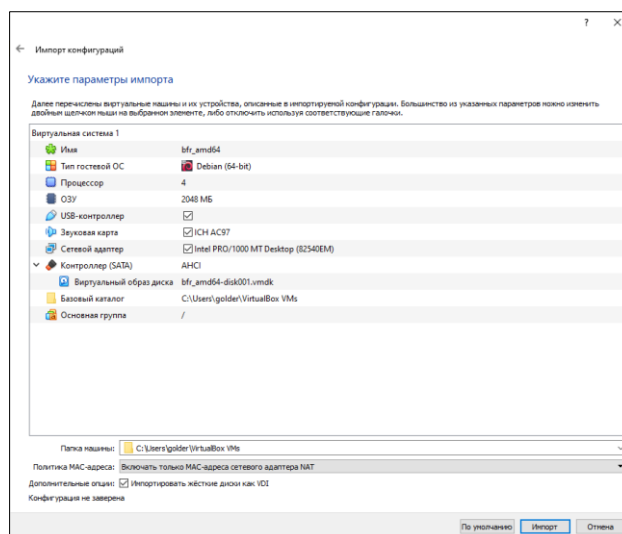 Импорт конфигураций
Укажите параметры импорта
Далее перечислены виртуальные машины и их устройства, описанные в импортируемой конфигурации. Большинство из указанных параметров можно изменить
двойным щелчком мыши на выбранном элементе, либо отключить используя соответствующие галочки.
Виртуальная система 1
Имя bfr_amd64
Тип гостевой ОС Debian (64-bit)
Процессор 4
ОЗУ 2048 МБ
USB-контроллер
Звуковая карта ICH AC97
Сетевой адаптер Intel PRO/1000 MT Desktop (82540EM)
Контроллер (SATA) AHCI
Виртуальный образ диска bfr_amd64-disk001.vmdk
Базовый каталог C:\Users\golder\VirtualBox VMs
Основная группа /
Папка машины: C:\Users\golder\VirtualBox VMs
Политика MAC-адреса: Включать только MAC-адреса сетевого адаптера NAT
Дополнительные опции: Импортировать жёсткие диски как VDI
Конфигурация не заверена
По умолчанию Импорт Отмена